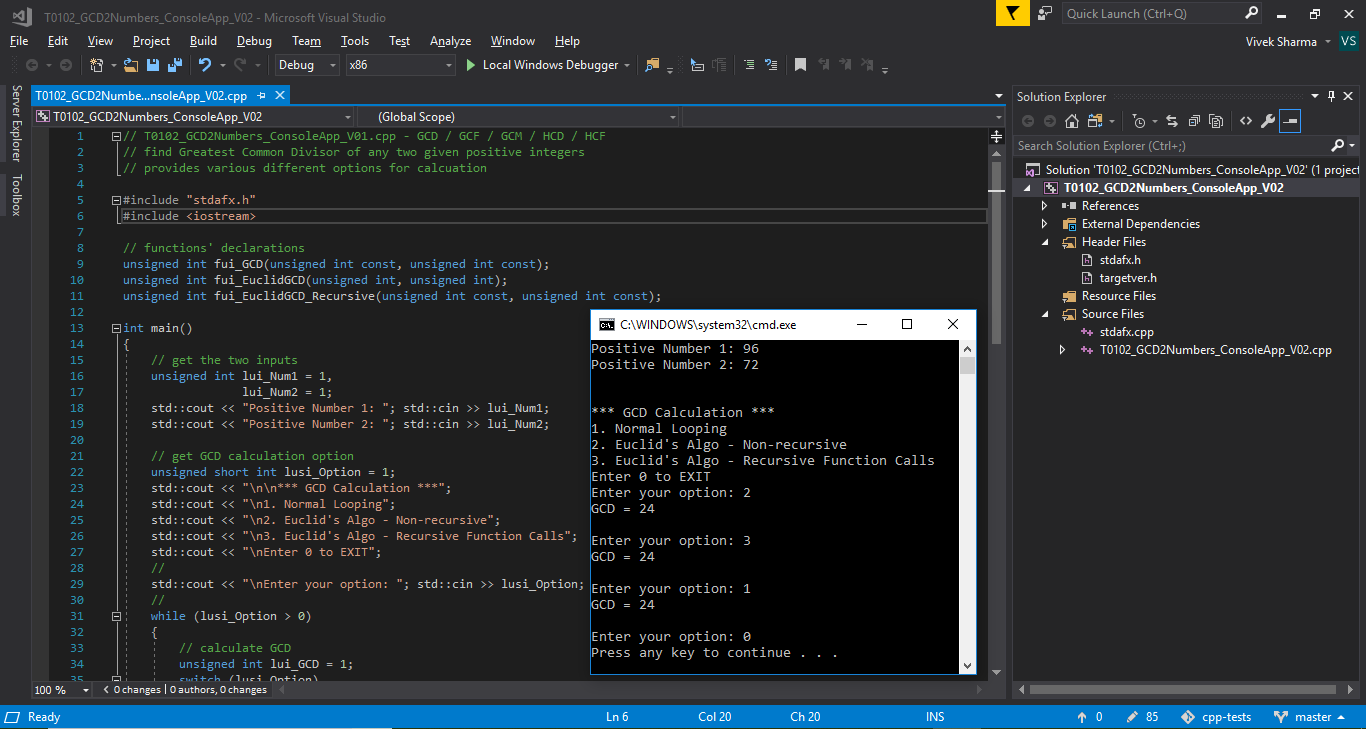 T0102_GCD2Numbers_ConsoleApp_V02 - Microsoft Visual Studio
Quick Launch (Ctrl+Q)
File Edit View Project Build Debug Team Tools Test Analyze Window Help
Vivek Sharma VS
Debug x86 Local Windows Debugger
Server Explorer
Toolbox
T0102_GCD2Numbe...nsoleApp_V02.cpp
T0102_GCD2Numbers_ConsoleApp_V02 (Global Scope)
1 // T0102_GCD2Numbers_ConsoleApp_V01.cpp - GCD / GCF / GCM / HCD / HCF
2 // find Greatest Common Divisor of any two given positive integers
3 // provides various different options for calcuation
4
5 #include "stdafx.h"
6 #include <iostream>
7
8 // functions' declarations
9 unsigned int fui_GCD(unsigned int const, unsigned int const);
10 unsigned int fui_EuclidGCD(unsigned int, unsigned int);
11 unsigned int fui_EuclidGCD_Recursive(unsigned int const, unsigned int const);
12
13 int main()
14 {
15 // get the two inputs
16 unsigned int lui_Num1 = 1,
17 lui_Num2 = 1;
18 std::cout << "Positive Number 1: "; std::cin >> lui_Num1;
19 std::cout << "Positive Number 2: "; std::cin >> lui_Num2;
20
21 // get GCD calculation option
22 unsigned short int lusi_Option = 1;
23 std::cout << "\n\n*** GCD Calculation ***";
24 std::cout << "\n1. Normal Looping";
25 std::cout << "\n2. Euclid's Algo - Non-recursive";
26 std::cout << "\n3. Euclid's Algo - Recursive Function Calls";
27 std::cout << "\nEnter 0 to EXIT";
28 //
29 std::cout << "\nEnter your option: "; std::cin >> lusi_Option;
30 //
31 while (lusi_Option > 0)
32 {
33 // calculate GCD
34 unsigned int lui_GCD = 1;
35 switch (lusi_Option)
100 % 0 changes | 0 authors, 0 changes
C:\WINDOWS\system32\cmd.exe
Positive Number 1: 96
Positive Number 2: 72
*** GCD Calculation ***
1. Normal Looping
2. Euclid's Algo - Non-recursive
3. Euclid's Algo - Recursive Function Calls
Enter 0 to EXIT
Enter your option: 2
GCD = 24
Enter your option: 3
GCD = 24
Enter your option: 1
GCD = 24
Enter your option: 0
Press any key to continue . . .
Solution Explorer
Search Solution Explorer (Ctrl+;)
Solution 'T0102_GCD2Numbers_ConsoleApp_V02' (1 project
T0102_GCD2Numbers_ConsoleApp_V02
References
External Dependencies
Header Files
stdafx.h
targetver.h
Resource Files
Source Files
stdafx.cpp
T0102_GCD2Numbers_ConsoleApp_V02.cpp
Ready Ln 6 Col 20 Ch 20 INS 0 85 cpp-tests master